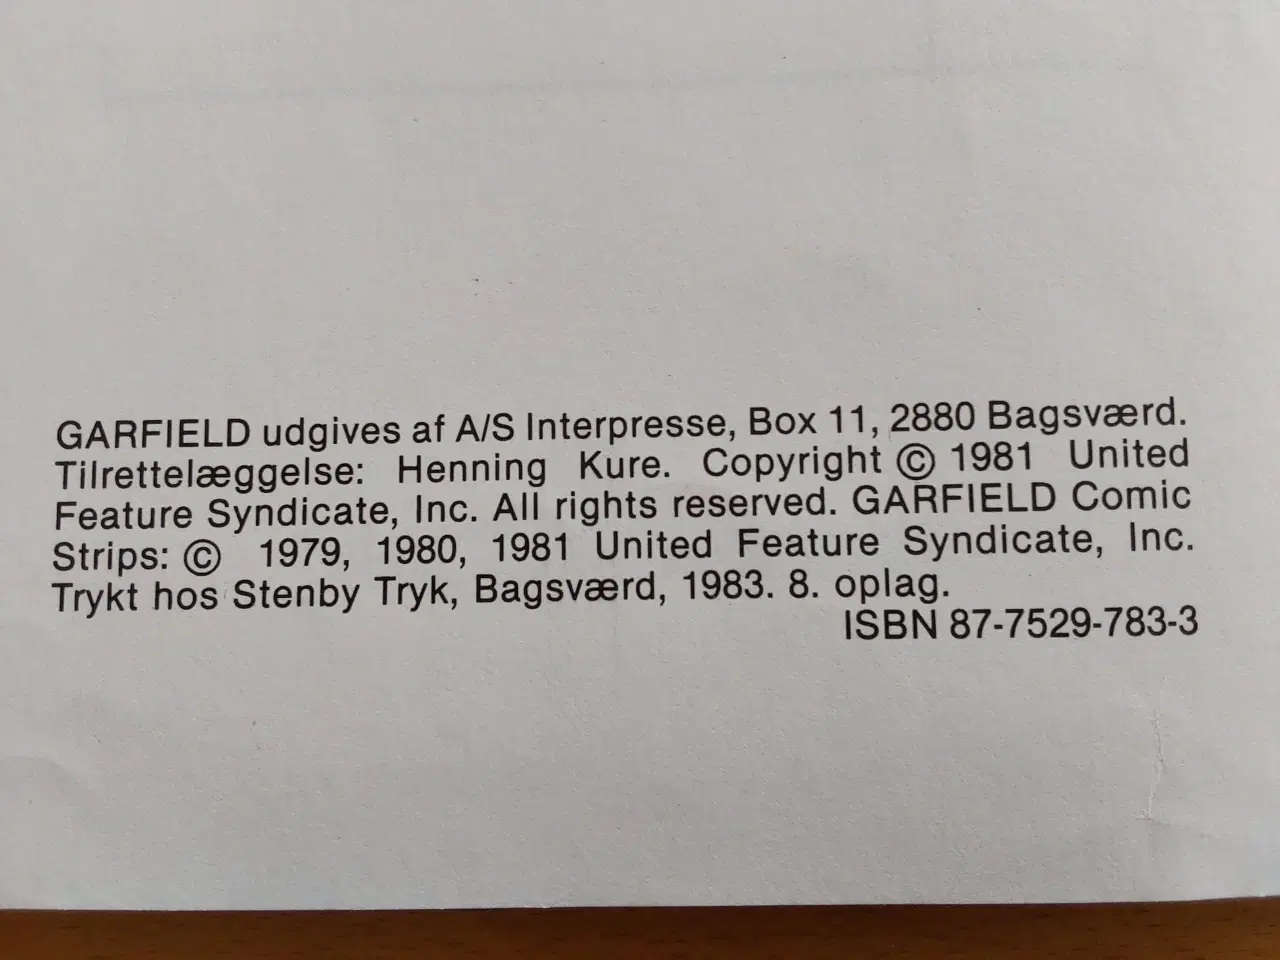 GARFIELD udgives af A/S Interpresse, Box 11, 2880 Bagsværd.
Tilrettelæggelse: Henning Kure. Copyright © 1981 United
Feature Syndicate, Inc. All rights reserved. GARFIELD Comic
Strips: © 1979, 1980, 1981 United Feature Syndicate, Inc.
Trykt hos Stenby Tryk, Bagsværd, 1983. 8. oplag.
ISBN 87-7529-783-3